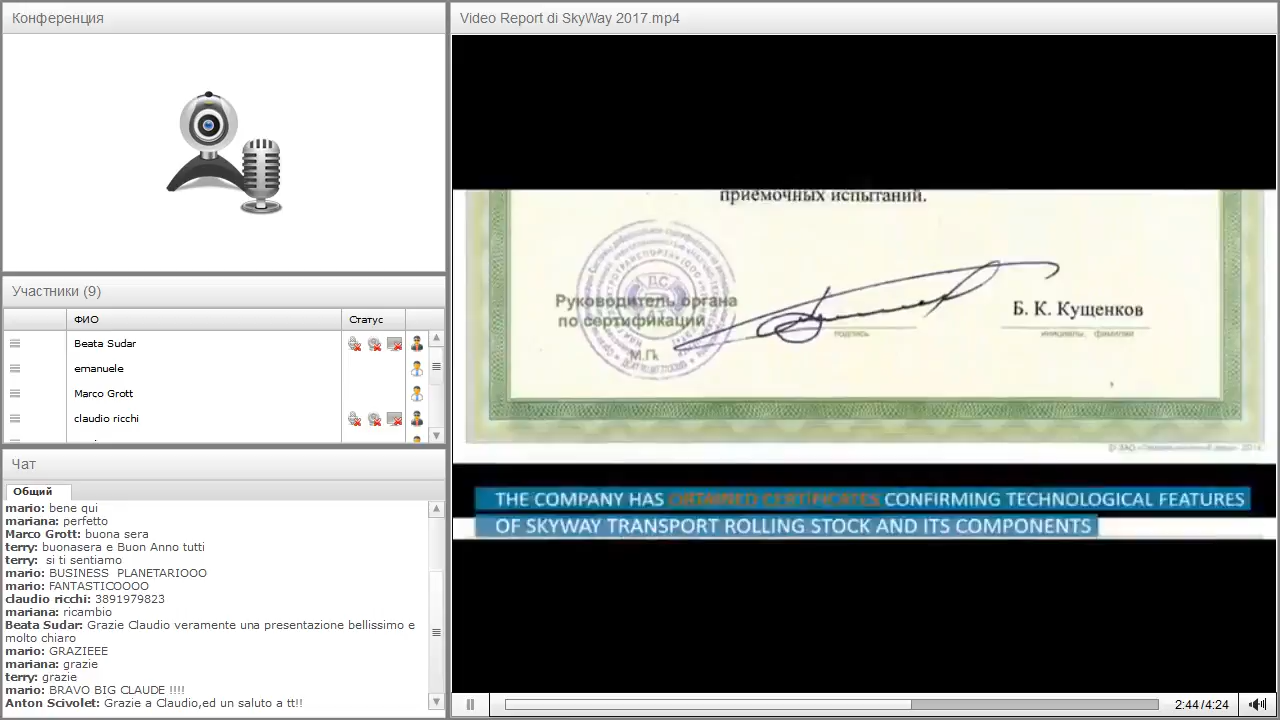 Конференция
Video Report di SkyWay 2017.mp4
Участники (9)
ФИО
Статус
Beata Sudar
emanuele
Marco Grott
claudio ricchi
Чат
Общий
mario: bene qui
mariana: perfetto
Marco Grott: buona sera
terry: buonasera e Buon Anno tutti
terry: si ti sentiamo
mario: BUSINESS PLANETARIOOO
mario: FANTASTICOOOO
claudio ricchi: 3891979823
mariana: ricambio
Beata Sudar: Grazie Claudio veramente una presentazione bellissimo e
molto chiaro
mario: GRAZIEEE
mariana: grazie
terry: grazie
mario: BRAVO BIG CLAUDE !!!!
Anton Scivolet: Grazie a Claudio,ed un saluto a tt!!
приемочных испытаний.
Руководитель органа
по сертификации
М.П.
подпись
Б. К. Кущенков
инициалы, фамилия
THE COMPANY HAS OBTAINED CERTIFICATES CONFIRMING TECHNOLOGICAL FEATURES
OF SKYWAY TRANSPORT ROLLING STOCK AND ITS COMPONENTS
2:44/4:24